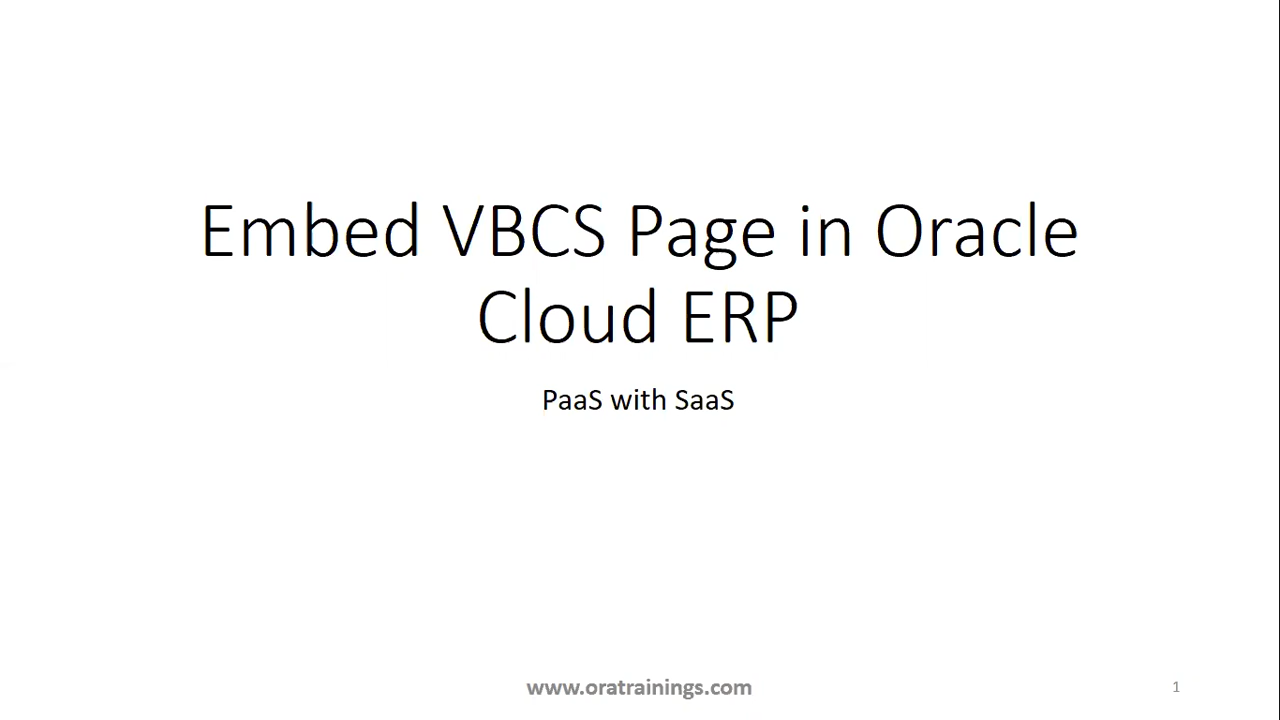 Embed VBCS Page in Oracle
Cloud ERP
PaaS with SaaS
www.oratrainings.com
1